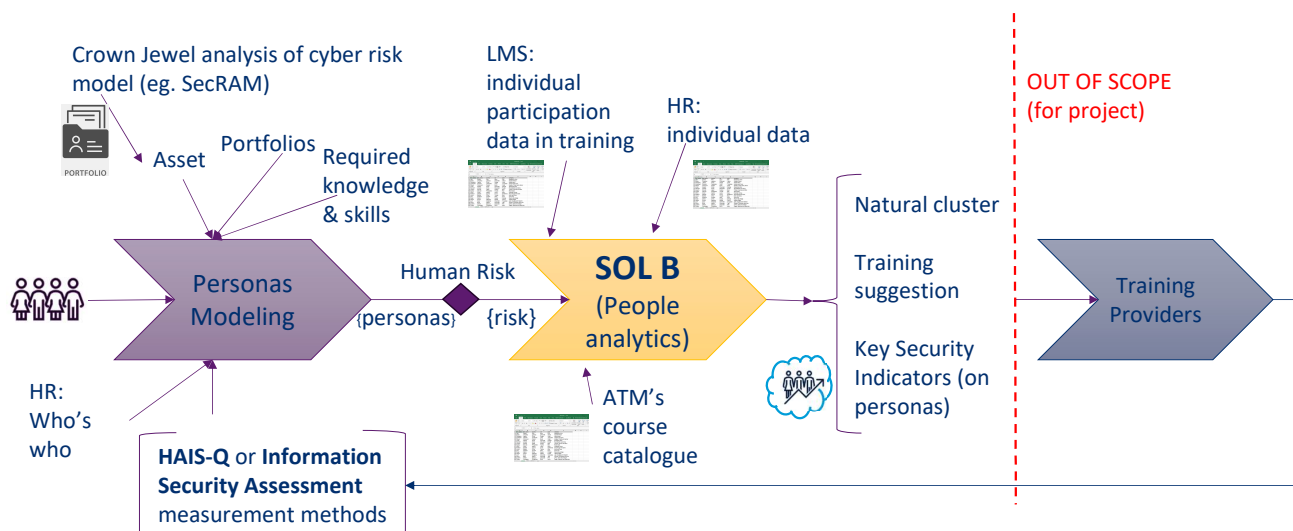 Crown Jewel analysis of cyber risk
model (eg. SecRAM)
PORTFOLIO
Asset
Portfolios
Required
knowledge
& skills
LMS:
individual
participation
data in training
HR:
individual data
OUT OF SCOPE
(for project)
Personas
Modeling
Human Risk
{personas}
{risk}
SOL B
(People
analytics)
Natural cluster
Training
suggestion
Key Security
Indicators (on
personas)
Training
Providers
HR:
Who's
who
ATM's
course
catalogue
HAIS-Q or Information
Security Assessment
measurement methods